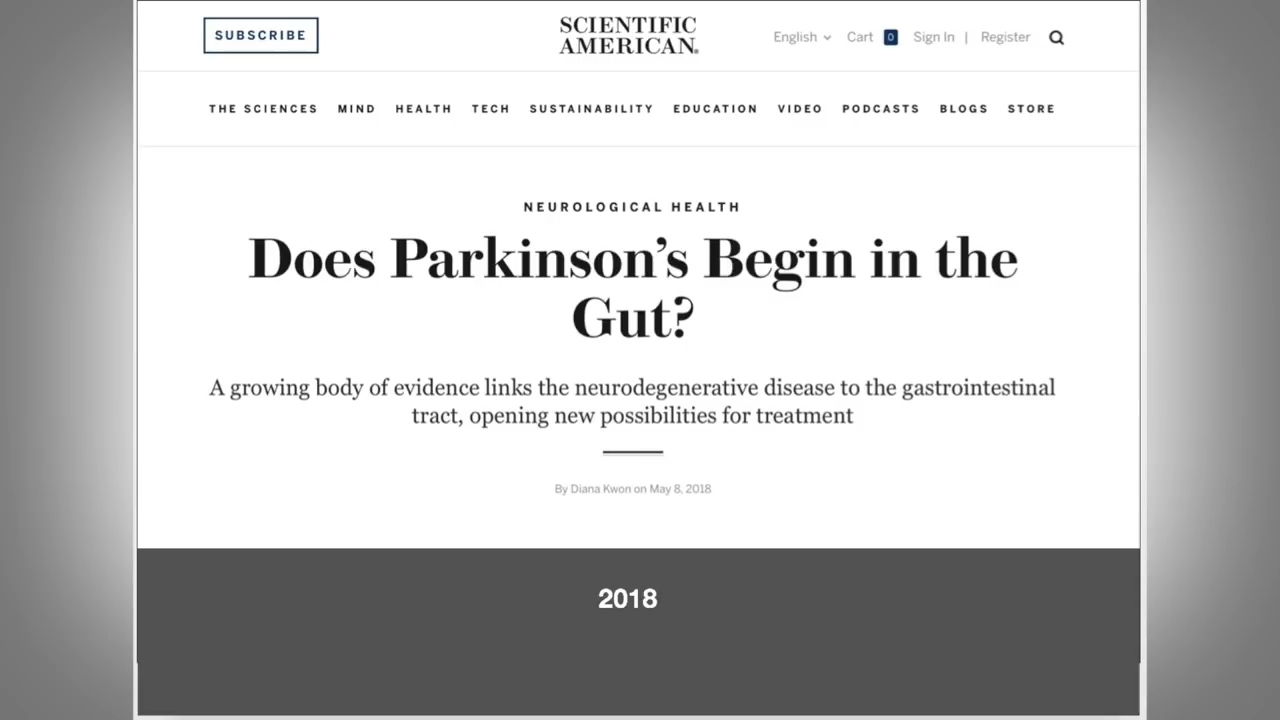 SUBSCRIBE
SCIENTIFIC
AMERICAN®
English
Cart 0 Sign In | Register
THE SCIENCES MIND HEALTH TECH SUSTAINABILITY EDUCATION VIDEO PODCASTS BLOGS STORE
NEUROLOGICAL HEALTH
Does Parkinson’s Begin in the
Gut?
A growing body of evidence links the neurodegenerative disease to the gastrointestinal
tract, opening new possibilities for treatment
By Diana Kwon on May 8, 2018
2018